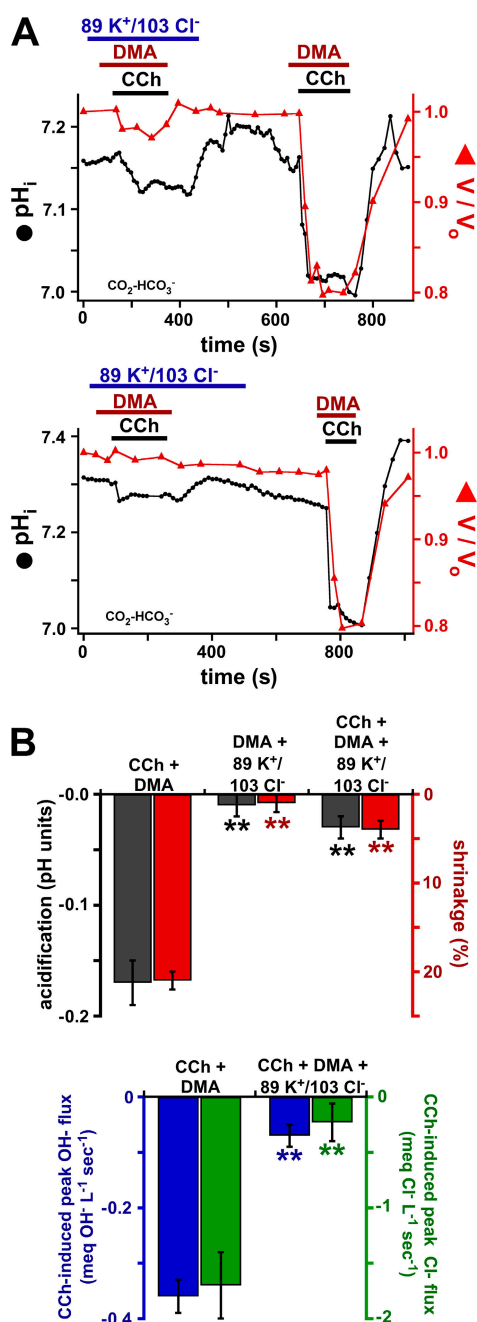 A
89 K⁺/103 Cl⁻
DMA DMA
CCh CCh
7.2
7.1
7.0
● pHi
1.0
0.9
0.8
▲ V / Vo
CO₂-HCO₃⁻
0 400 800
time (s)
89 K⁺/103 Cl⁻
DMA DMA
CCh CCh
7.4
7.2
7.0
● pHi
1.0
0.9
0.8
▲ V / Vo
CO₂-HCO₃⁻
0 200 400 600 800
time (s)
B
CCh +
DMA
DMA +
89 K⁺/
103 Cl⁻
CCh +
DMA +
89 K⁺/
103 Cl⁻
-0.0
-0.1
-0.2
acidification (pH units)
0
5
10
15
20
shrinakge (%)
** ** ** **
CCh +
DMA
CCh + DMA +
89 K⁺/103 Cl⁻
0
-0.2
-0.4
CCh-induced peak OH- flux
(meq OH⁻ L⁻¹ sec⁻¹)
0
-1
-2
CCh-induced peak Cl- flux
(meq Cl⁻ L⁻¹ sec⁻¹)
** **